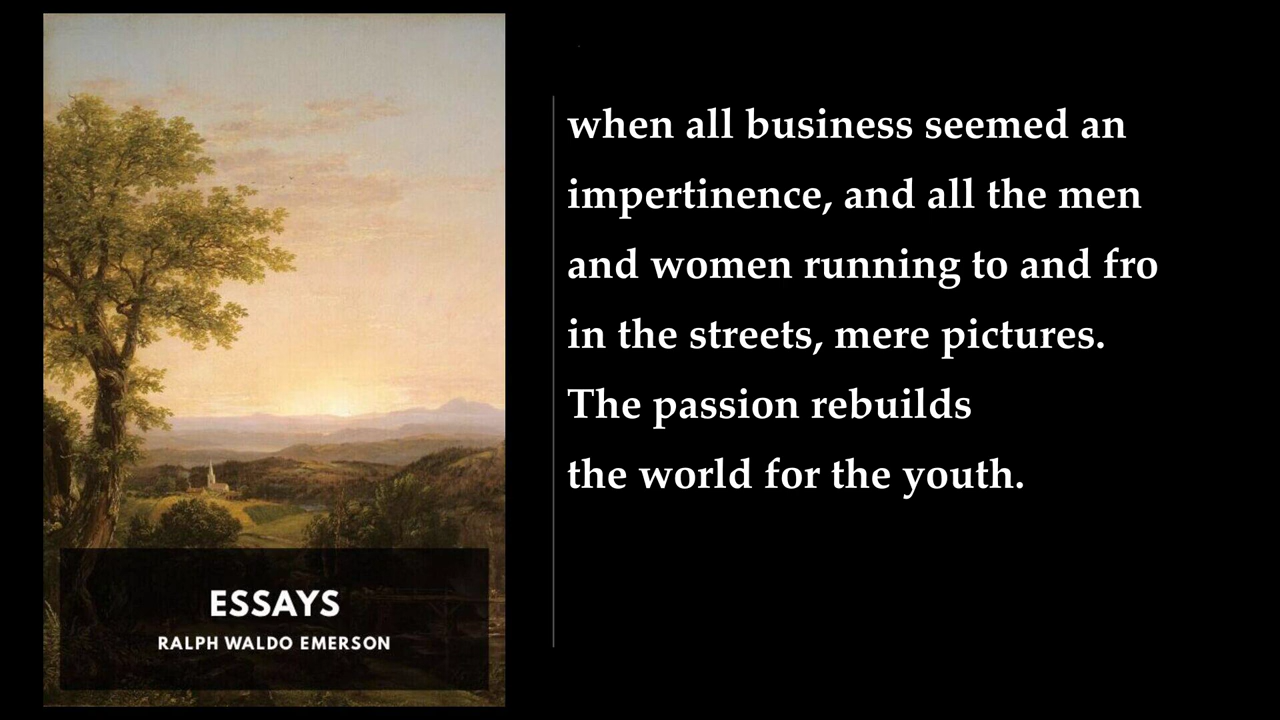 when all business seemed an
impertinence, and all the men
and women running to and fro
in the streets, mere pictures.
The passion rebuilds
the world for the youth.
ESSAYS
RALPH WALDO EMERSON